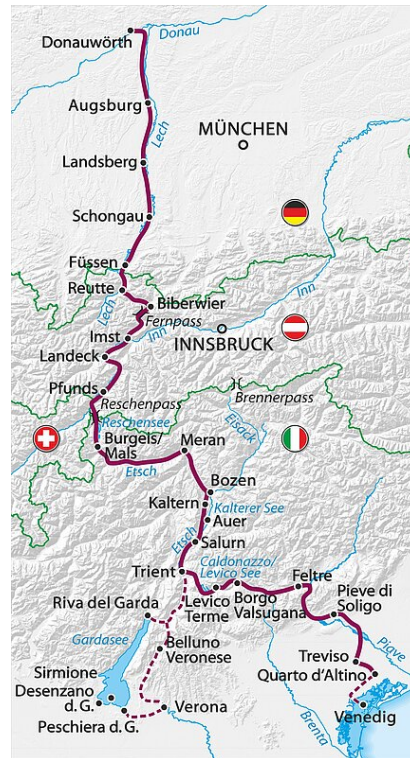 Donau
Donauwörth
Augsburg
Lech
MÜNCHEN
Landsberg
Schongau
Füssen
Reutte
Lech
Biberwier
Fernpass
Inn
Imst
Inn
INNSBRUCK
Landeck
Pfunds
Reschenpass
Brennerpass
Reschensee
Burgeis/
Mals
Etsch
Meran
Eisack
Bozen
Kaltern
Kalterer See
Auer
Etsch
Salurn
Trient
Caldonazzo/
Levico See
Levico
Terme
Borgo
Valsugana
Feltre
Pieve di
Soligo
Piave
Riva del Garda
Gardasee
Belluno
Veronese
Treviso
Quarto d'Altino
Sirmione
Desenzano
d. G.
Peschiera d. G.
Verona
Brenta
Venedig